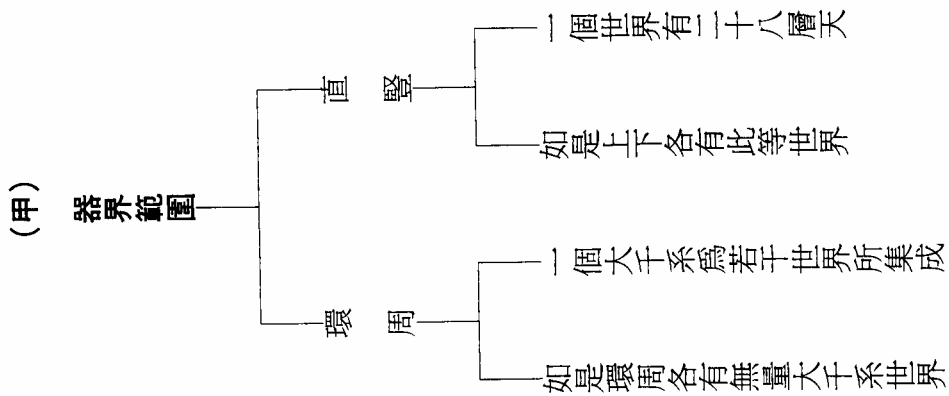 (甲) 器界範圍
直豎
一個世界有二十八層天
如是上下各有此等世界
環周
一個大千系爲若干世界所集成
如是環周各有無量大千系世界